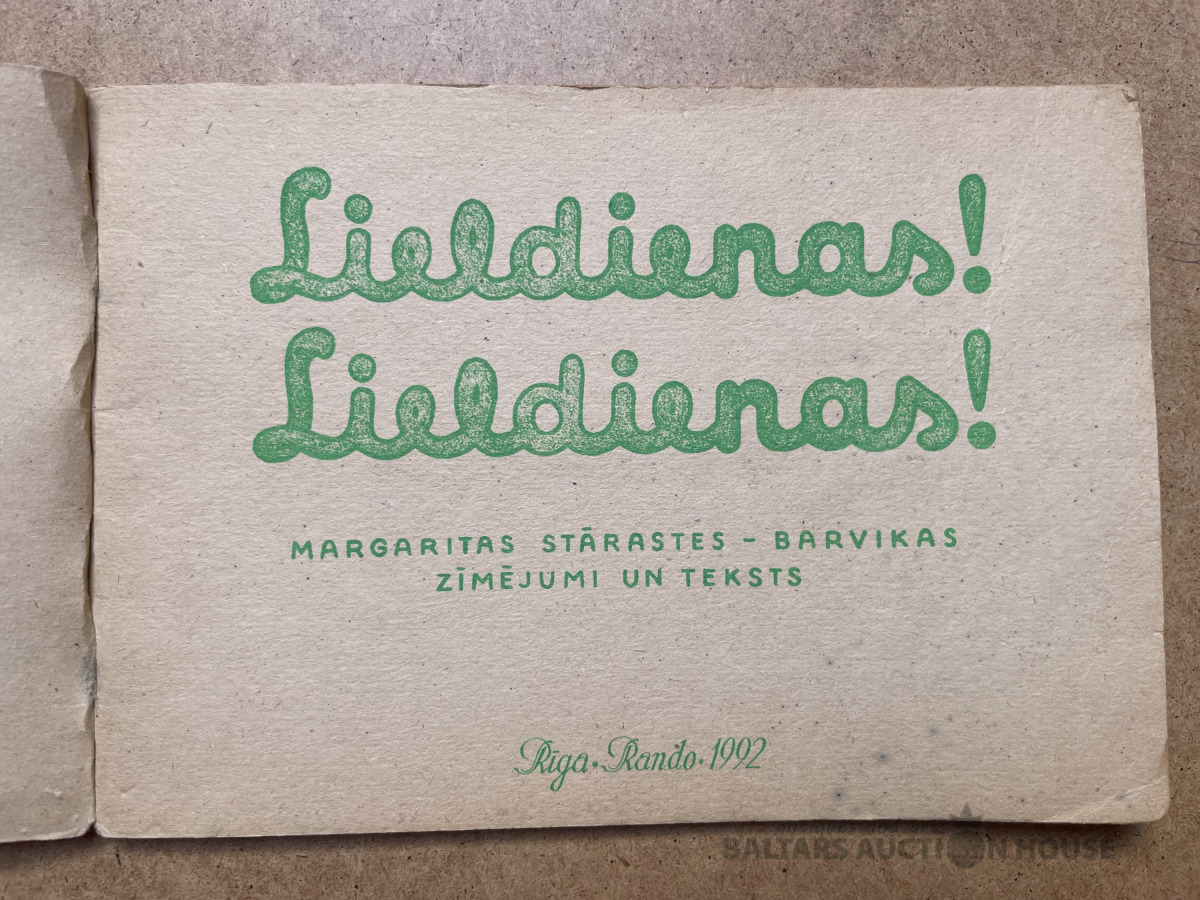 Lieldienas!
Lieldienas!
MARGARITAS STĀRASTES – BARVIKAS
ZĪMĒJUMI UN TEKSTS
Rīga·Rando·1992
BALTARS AUCTION HOUSE